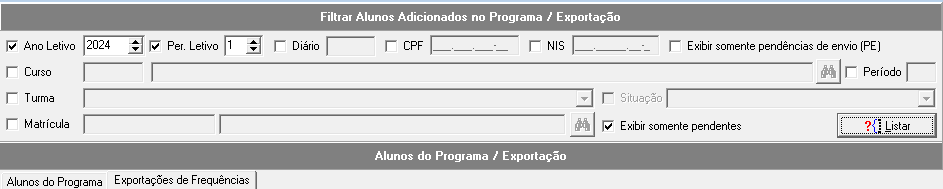 Filtrar Alunos Adicionados no Programa / Exportação
Ano Letivo 2024 Per. Letivo 1 Diário CPF ___.___.___-__ NIS ___._____.__-_ Exibir somente pendências de envio (PE)
Curso Período
Turma Situação
Matrícula Exibir somente pendentes ?{} Listar
Alunos do Programa / Exportação
Alunos do Programa Exportações de Frequências